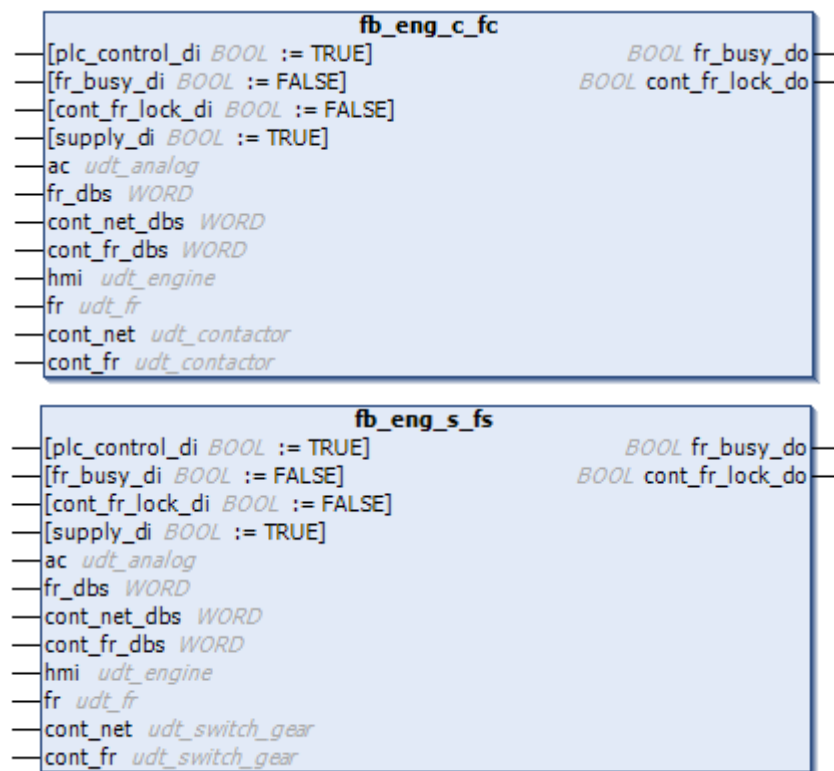 fb_eng_c_fc
[plc_control_di BOOL := TRUE] BOOL fr_busy_do
[fr_busy_di BOOL := FALSE] BOOL cont_fr_lock_do
[cont_fr_lock_di BOOL := FALSE]
[supply_di BOOL := TRUE]
ac udt_analog
fr_dbs WORD
cont_net_dbs WORD
cont_fr_dbs WORD
hmi udt_engine
fr udt_fr
cont_net udt_contactor
cont_fr udt_contactor
fb_eng_s_fs
[plc_control_di BOOL := TRUE] BOOL fr_busy_do
[fr_busy_di BOOL := FALSE] BOOL cont_fr_lock_do
[cont_fr_lock_di BOOL := FALSE]
[supply_di BOOL := TRUE]
ac udt_analog
fr_dbs WORD
cont_net_dbs WORD
cont_fr_dbs WORD
hmi udt_engine
fr udt_fr
cont_net udt_switch_gear
cont_fr udt_switch_gear